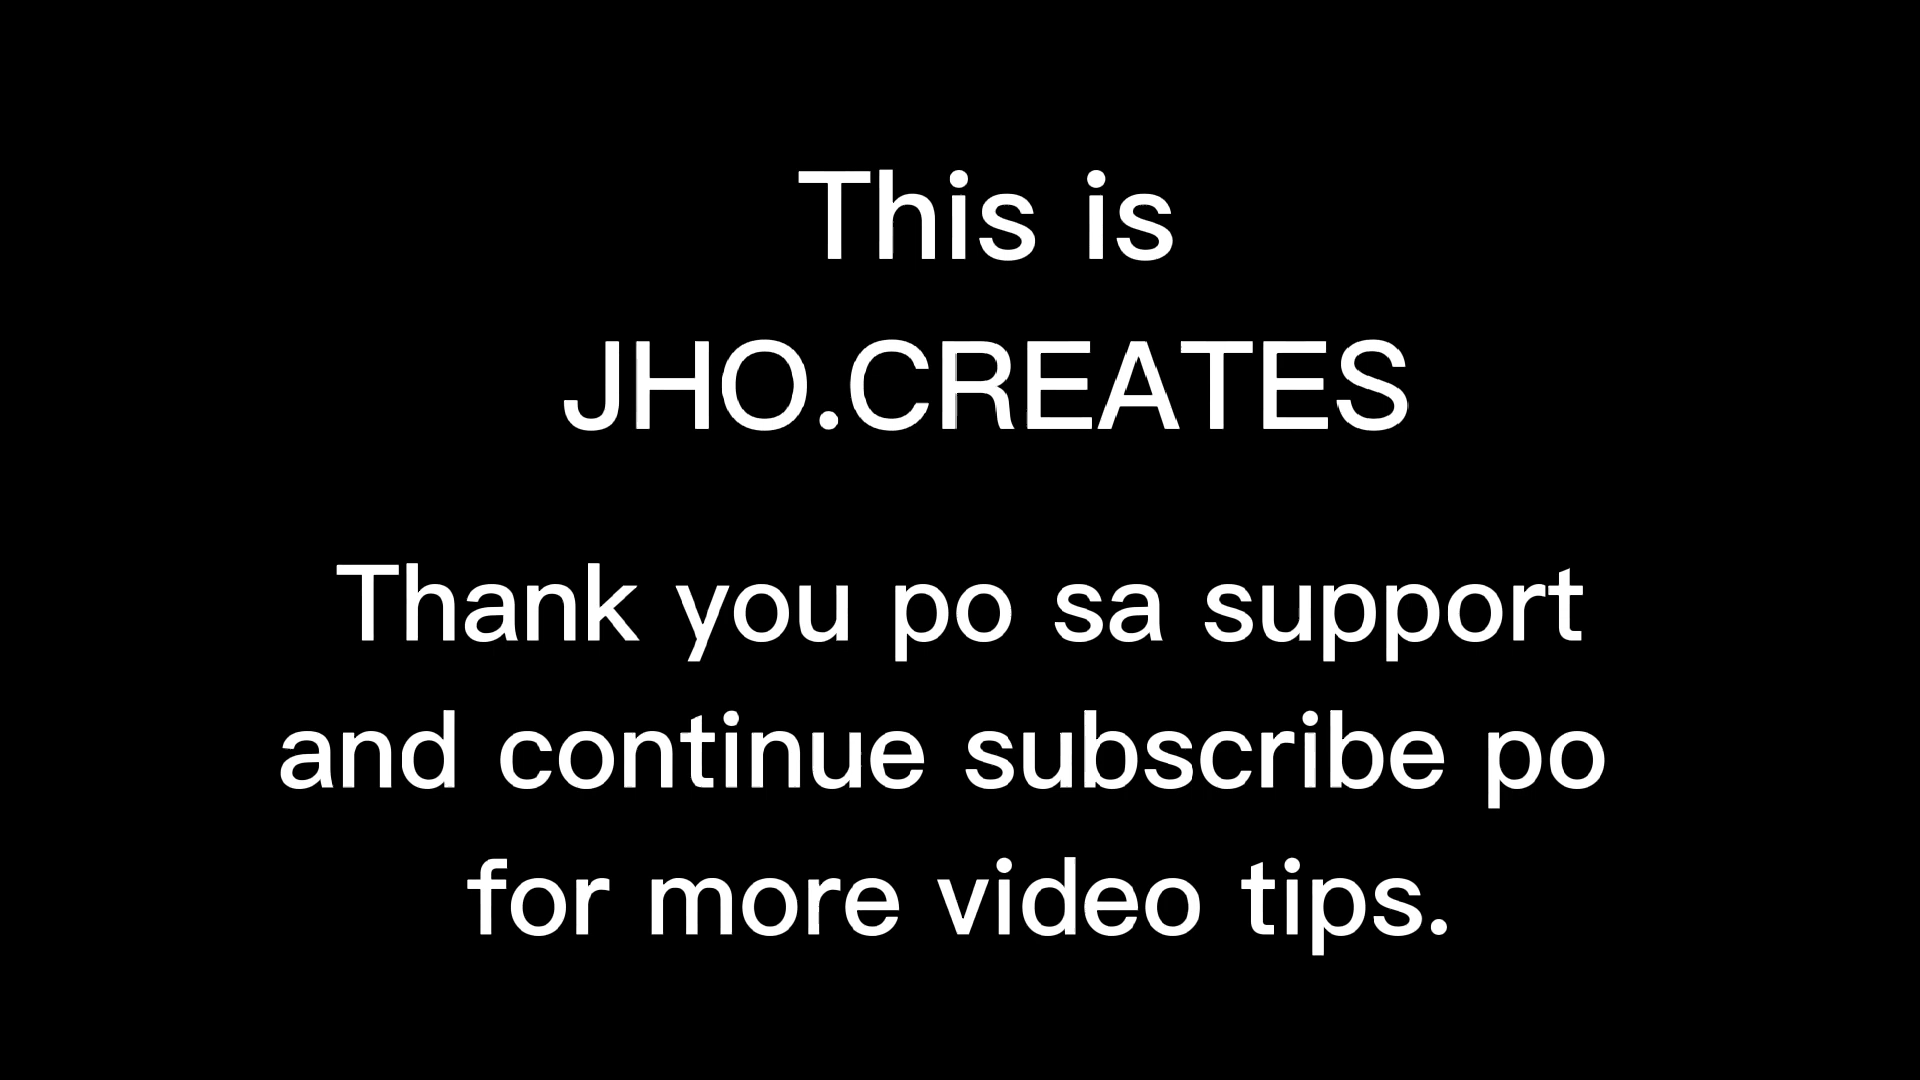 This is
JHO.CREATES
Thank you po sa support
and continue subscribe po
for more video tips.